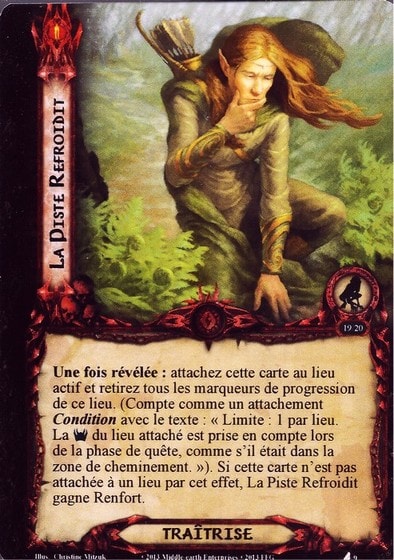 La Piste Refroidit
19-20
Une fois révélée : attachez cette carte au lieu
actif et retirez tous les marqueurs de progression
de ce lieu. (Compte comme un attachement
Condition avec le texte : « Limite : 1 par lieu.
La du lieu attaché est prise en compte lors
de la phase de quête, comme s’il était dans la
zone de cheminement. »). Si cette carte n’est pas
attachée à un lieu par cet effet, La Piste Refroidit
gagne Renfort.
TRAÎTRISE
Illus. Christine Mitzuk • 2013 Middle earth Enterprises • 2013 FFG 9